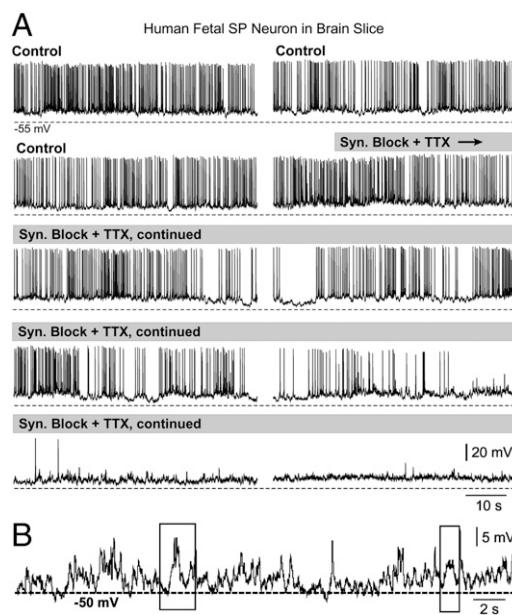 A
Human Fetal SP Neuron in Brain Slice
Control
Control
-55 mV
Control
Syn. Block + TTX →
Syn. Block + TTX, continued
Syn. Block + TTX, continued
Syn. Block + TTX, continued
20 mV
10 s
B
5 mV
-50 mV
2 s